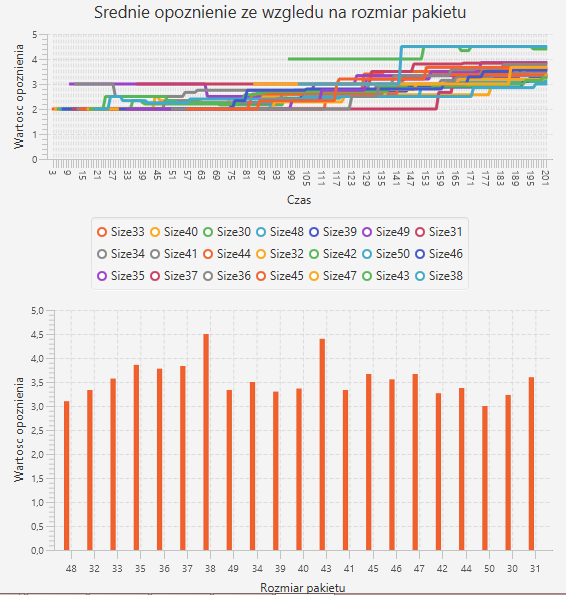 Srednie opoznienie ze wzgledu na rozmiar pakietu
Wartosc opoznienia
5
4
3
2
1
0
3 9 15 21 27 33 39 45 51 57 63 69 75 81 87 93 99 105 111 117 123 129 135 141 147 153 159 165 171 177 183 189 195 201
Czas
Size33 Size40 Size30 Size48 Size39 Size49 Size31
Size34 Size41 Size44 Size32 Size42 Size50 Size46
Size35 Size37 Size36 Size45 Size47 Size43 Size38
Wartosc opoznienia
5,0
4,5
4,0
3,5
3,0
2,5
2,0
1,5
1,0
0,5
0,0
48 32 33 35 36 37 38 49 34 39 40 43 41 45 46 47 42 44 50 30 31
Rozmiar pakietu